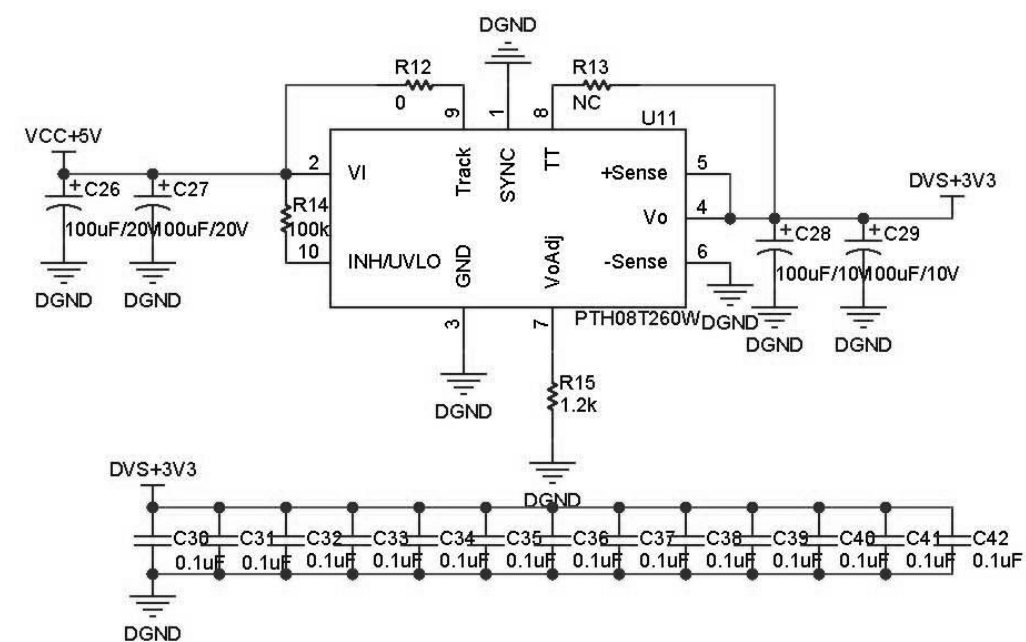 DGND
R12
0
R13
NC
9
1
8
U11
VCC+5V
2
VI
Track
SYNC
TT
+Sense
5
DVS+3V3
C26
C27
R14
100k
Vo
4
100uF/20V
100uF/20V
C28
C29
10
INH/UVLO
GND
VoAdj
-Sense
6
100uF/10V
100uF/10V
DGND
DGND
3
7
PTH08T260W
DGND
DGND
DGND
DGND
R15
1.2k
DVS+3V3
DGND
C30
C31
C32
C33
C34
C35
C36
C37
C38
C39
C40
C41
C42
0.1uF
0.1uF
0.1uF
0.1uF
0.1uF
0.1uF
0.1uF
0.1uF
0.1uF
0.1uF
0.1uF
0.1uF
0.1uF
DGND